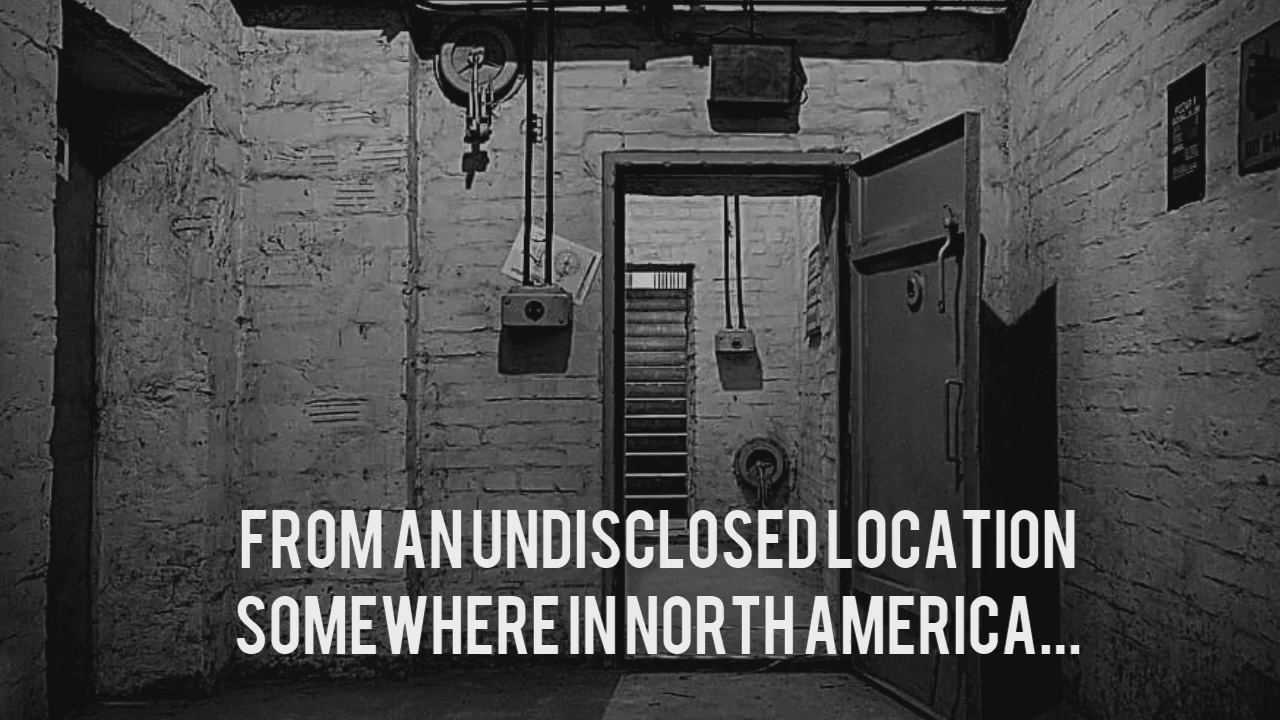 FROM AN UNDISCLOSED LOCATION
SOMEWHERE IN NORTH AMERICA...